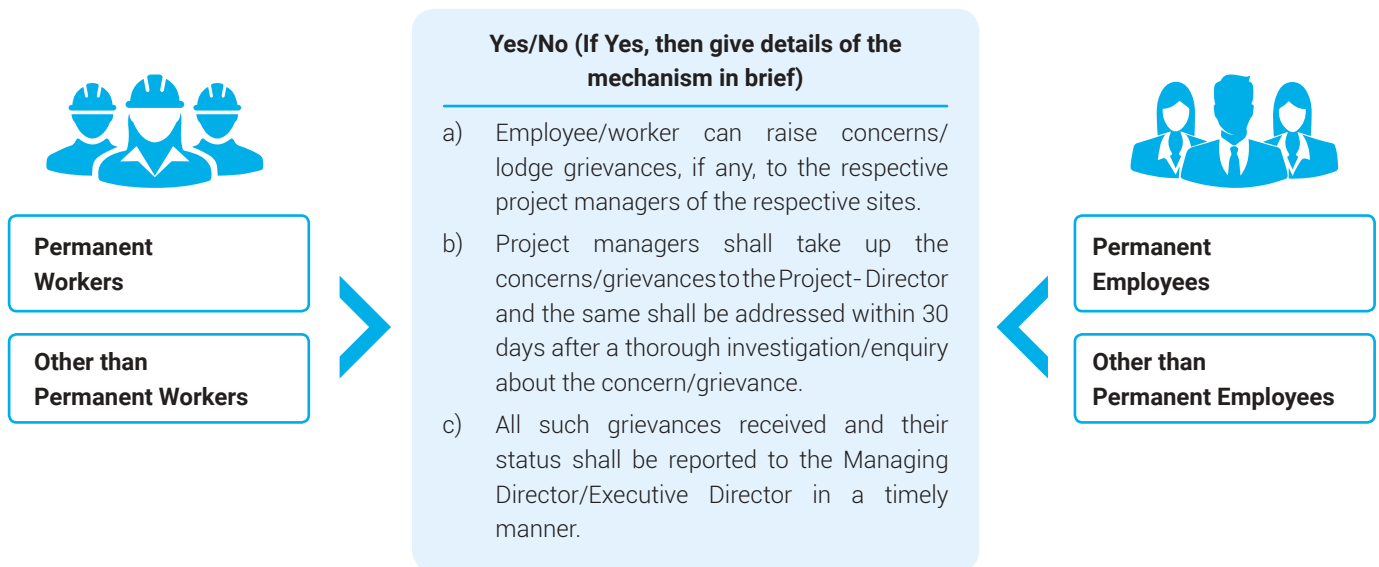 Permanent
Workers
Other than
Permanent Workers
Yes/No (If Yes, then give details of the
mechanism in brief)
a) Employee/worker can raise concerns/
lodge grievances, if any, to the respective
project managers of the respective sites.
b) Project managers shall take up the
concerns/grievances to the Project- Director
and the same shall be addressed within 30
days after a thorough investigation/enquiry
about the concern/grievance.
c) All such grievances received and their
status shall be reported to the Managing
Director/Executive Director in a timely
manner.
Permanent
Employees
Other than
Permanent Employees